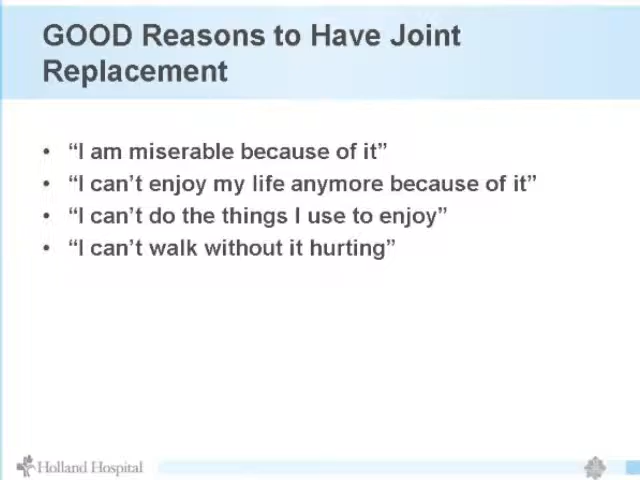 GOOD Reasons to Have Joint
Replacement
• “I am miserable because of it”
• “I can’t enjoy my life anymore because of it”
• “I can’t do the things I use to enjoy”
• “I can’t walk without it hurting”
Holland Hospital